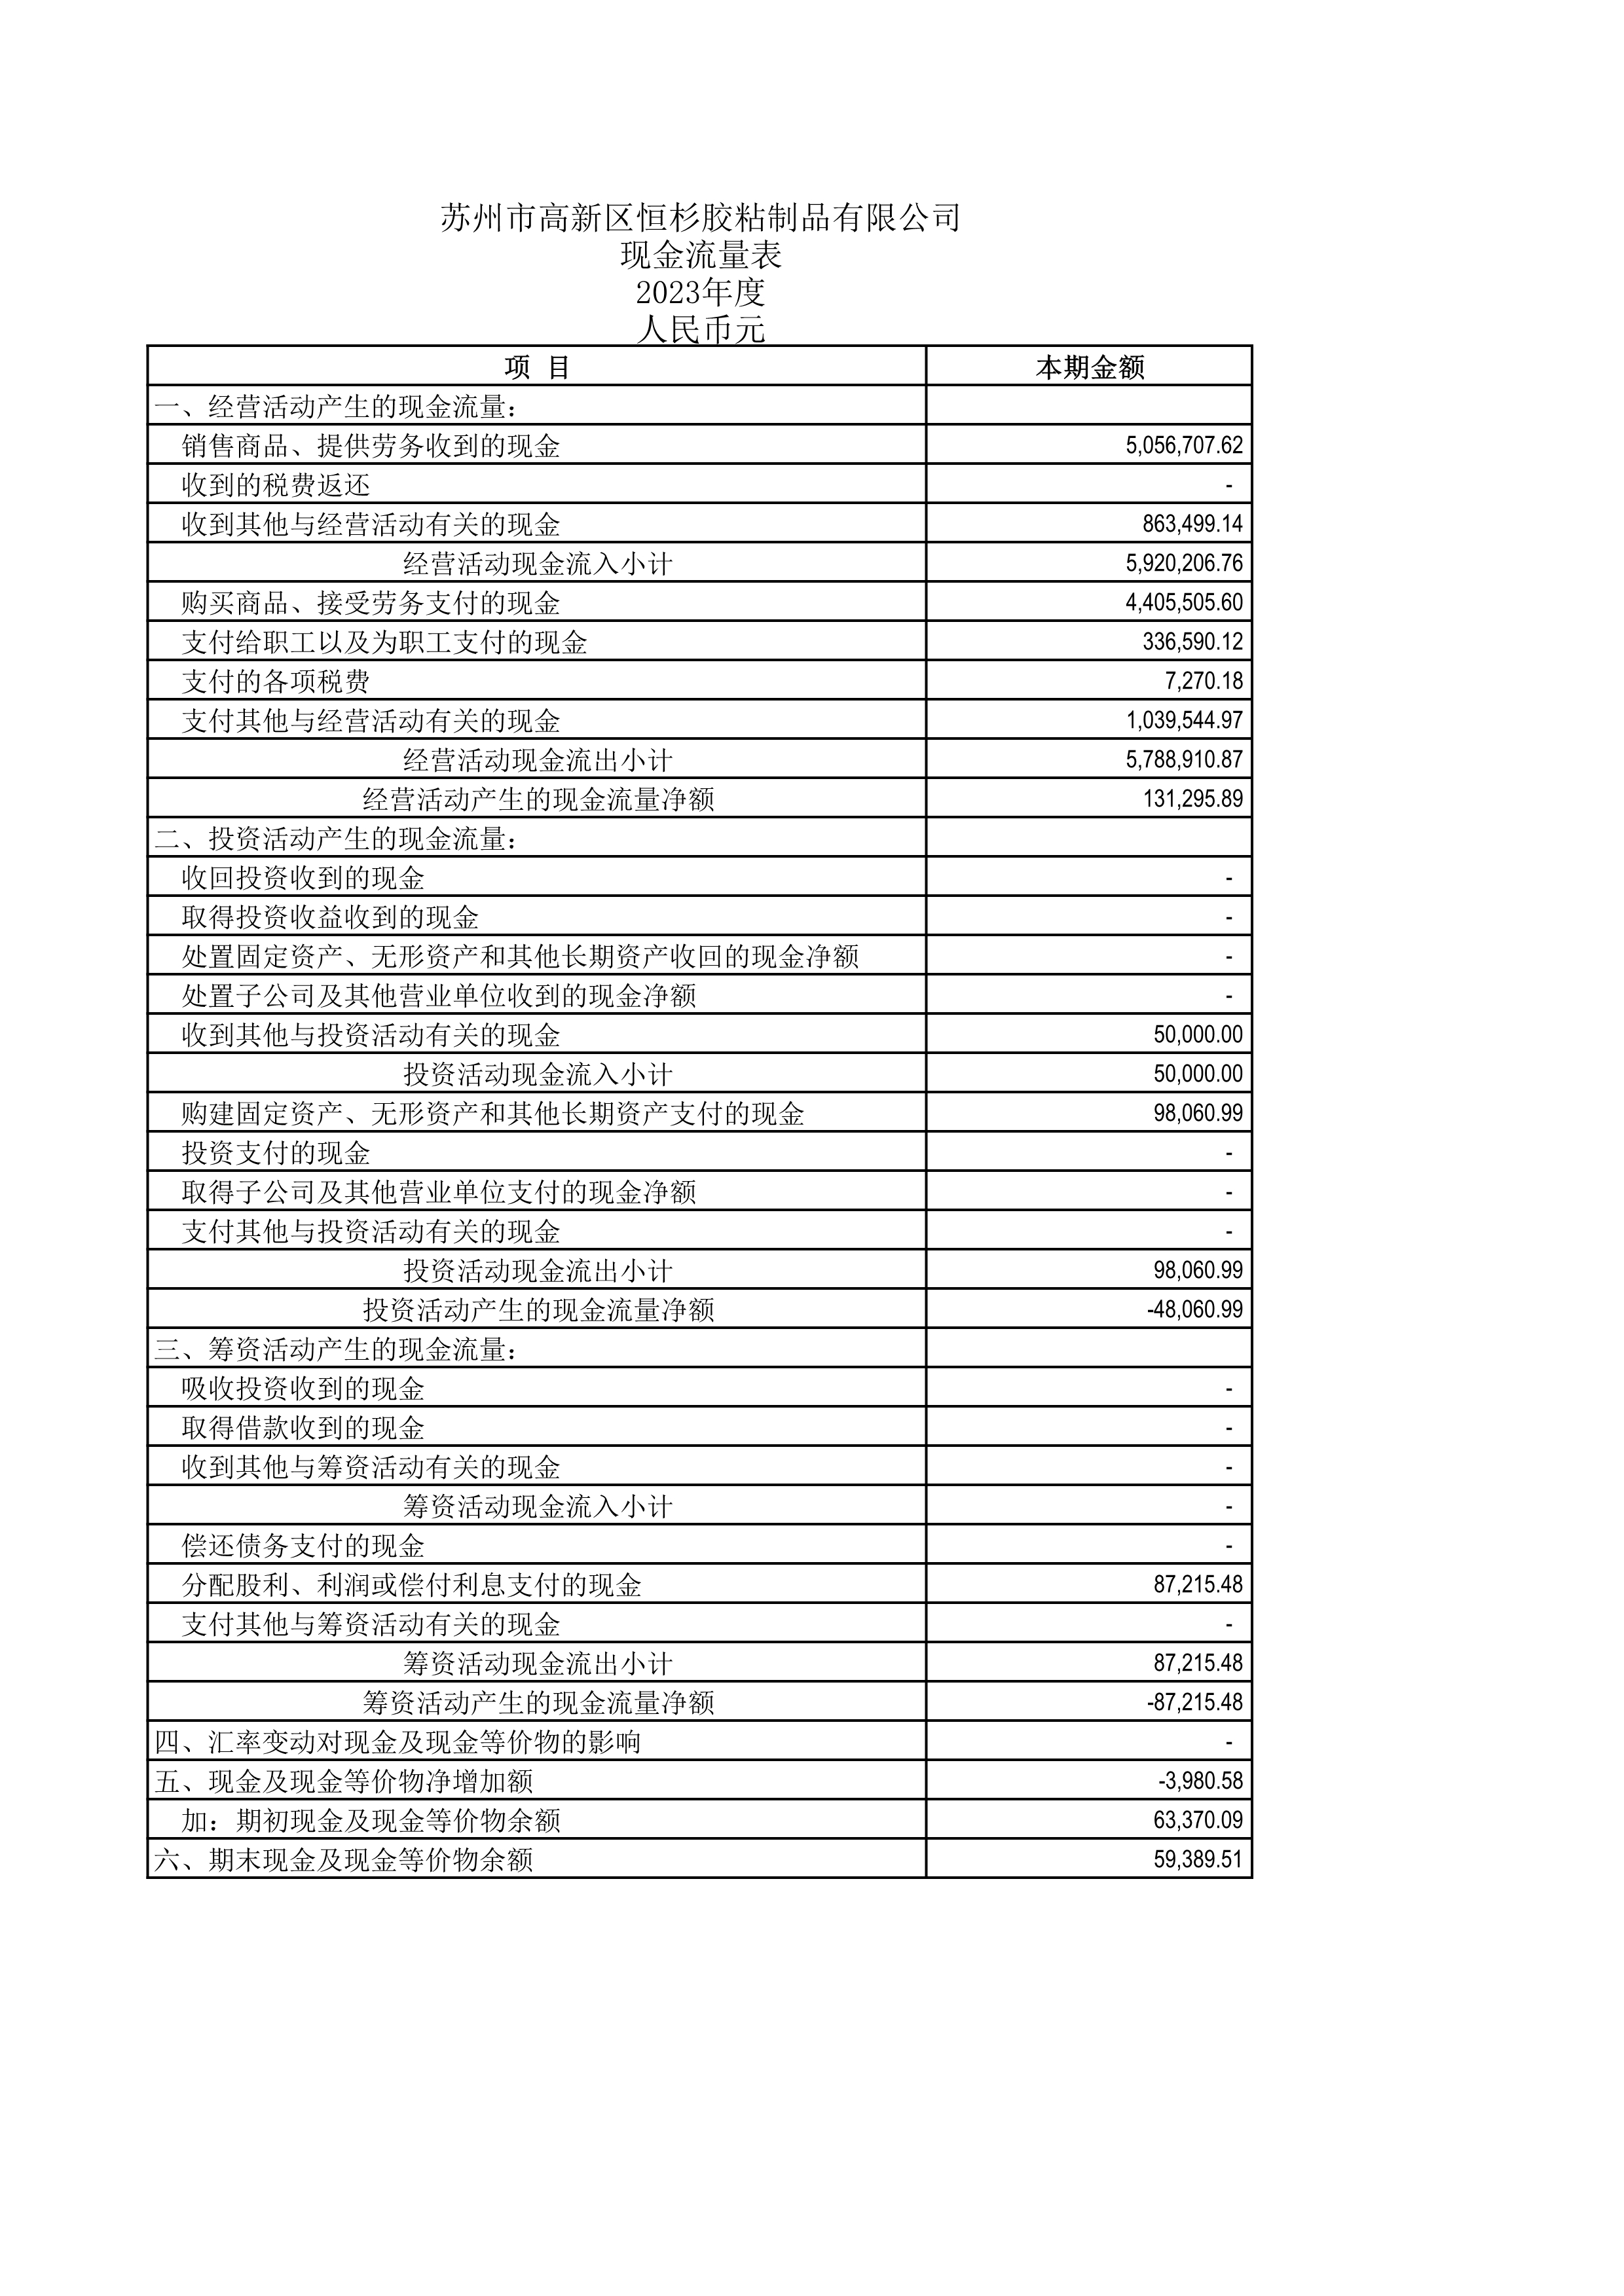 苏州市高新区恒杉胶粘制品有限公司
现金流量表
2023年度
人民币元
项 目 本期金额
一、经营活动产生的现金流量：
销售商品、提供劳务收到的现金 5,056,707.62
收到的税费返还 -
收到其他与经营活动有关的现金 863,499.14
经营活动现金流入小计 5,920,206.76
购买商品、接受劳务支付的现金 4,405,505.60
支付给职工以及为职工支付的现金 336,590.12
支付的各项税费 7,270.18
支付其他与经营活动有关的现金 1,039,544.97
经营活动现金流出小计 5,788,910.87
经营活动产生的现金流量净额 131,295.89
二、投资活动产生的现金流量：
收回投资收到的现金 -
取得投资收益收到的现金 -
处置固定资产、无形资产和其他长期资产收回的现金净额 -
处置子公司及其他营业单位收到的现金净额 -
收到其他与投资活动有关的现金 50,000.00
投资活动现金流入小计 50,000.00
购建固定资产、无形资产和其他长期资产支付的现金 98,060.99
投资支付的现金 -
取得子公司及其他营业单位支付的现金净额 -
支付其他与投资活动有关的现金 -
投资活动现金流出小计 98,060.99
投资活动产生的现金流量净额 -48,060.99
三、筹资活动产生的现金流量：
吸收投资收到的现金 -
取得借款收到的现金 -
收到其他与筹资活动有关的现金 -
筹资活动现金流入小计 -
偿还债务支付的现金 -
分配股利、利润或偿付利息支付的现金 87,215.48
支付其他与筹资活动有关的现金 -
筹资活动现金流出小计 87,215.48
筹资活动产生的现金流量净额 -87,215.48
四、汇率变动对现金及现金等价物的影响 -
五、现金及现金等价物净增加额 -3,980.58
加：期初现金及现金等价物余额 63,370.09
六、期末现金及现金等价物余额 59,389.51